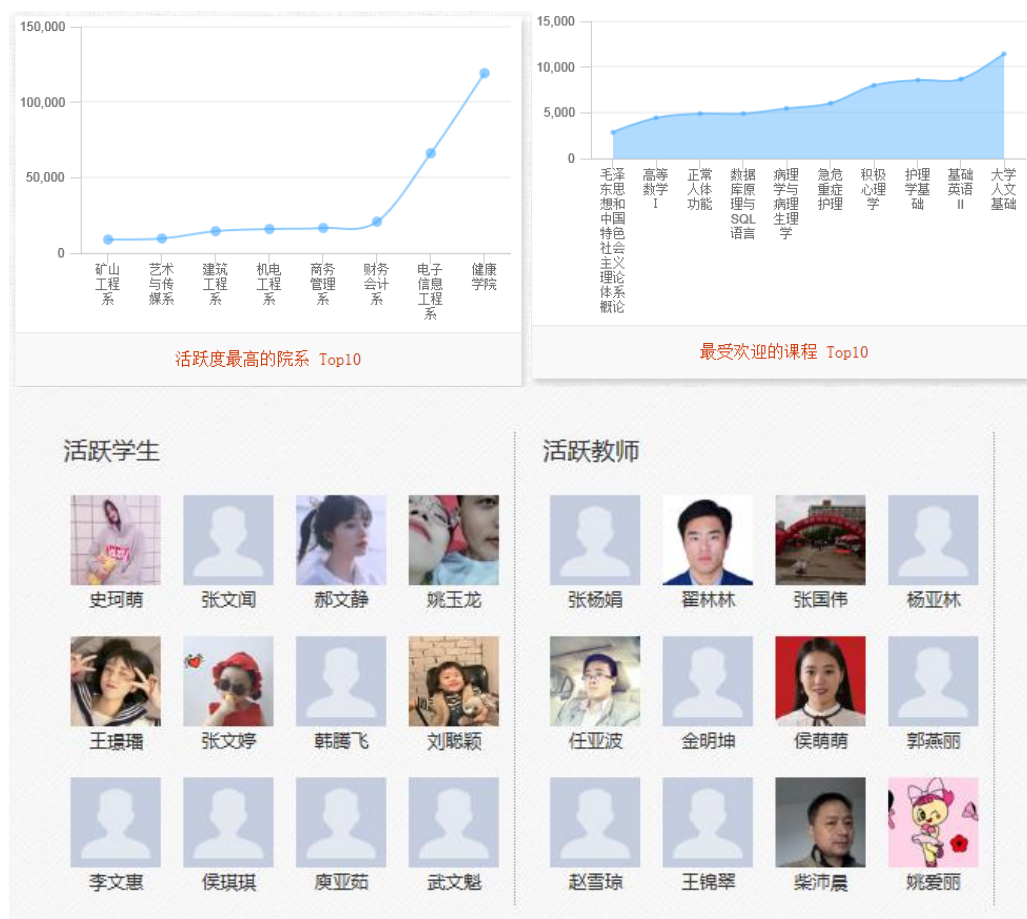 150,000
100,000
50,000
0
矿山
工程
系
艺术
与传
媒系
建筑
工程
系
机电
工程
系
商务
管理
系
财务
会计
系
电子
信息
工程
系
健康
学院
活跃度最高的院系 Top10
15,000
10,000
5,000
0
毛泽
东思
想和
中国
特色
社会
主义
理论
体系
概论
高等
数学
I
正常
人体
功能
数据
库原
理与
SQL
语言
病理
学与
病理
生理
学
急危
重症
护理
积极
心理
学
护理
学基
础
基础
英语
II
大学
人文
基础
最受欢迎的课程 Top10
活跃学生
史珂萌 张文闻 郝文静 姚玉龙
王璟璠 张文婷 韩腾飞 刘聪颖
李文惠 侯琪琪 庾亚茹 武文魁
活跃教师
张杨娟 翟林林 张国伟 杨亚林
任亚波 金明坤 侯萌萌 郭燕丽
赵雪琼 王锦翠 柴沛晨 姚爱丽